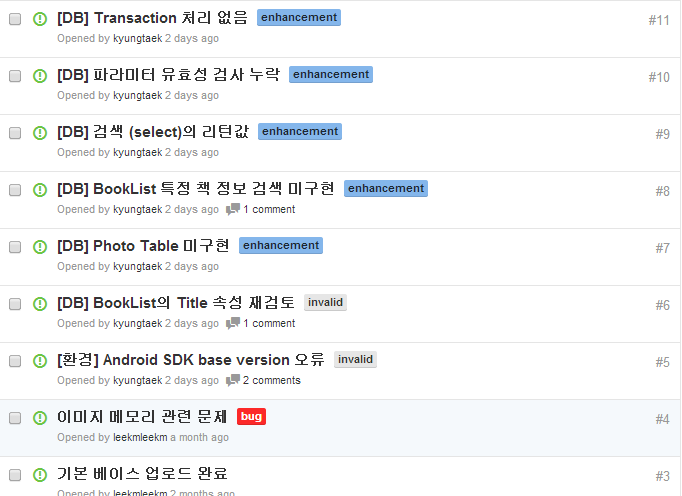 [DB] Transaction 처리 없음 enhancement #11
Opened by kyungtaek 2 days ago
[DB] 파라미터 유효성 검사 누락 enhancement #10
Opened by kyungtaek 2 days ago
[DB] 검색 (select)의 리턴값 enhancement #9
Opened by kyungtaek 2 days ago
[DB] BookList 특정 책 정보 검색 미구현 enhancement #8
Opened by kyungtaek 2 days ago 1 comment
[DB] Photo Table 미구현 enhancement #7
Opened by kyungtaek 2 days ago
[DB] BookList의 Title 속성 재검토 invalid #6
Opened by kyungtaek 2 days ago 1 comment
[환경] Android SDK base version 오류 invalid #5
Opened by kyungtaek 2 days ago 2 comments
이미지 메모리 관련 문제 bug #4
Opened by leekmleekm a month ago
기본 베이스 업로드 완료 #3
Opened by leekmleekm 2 months ago